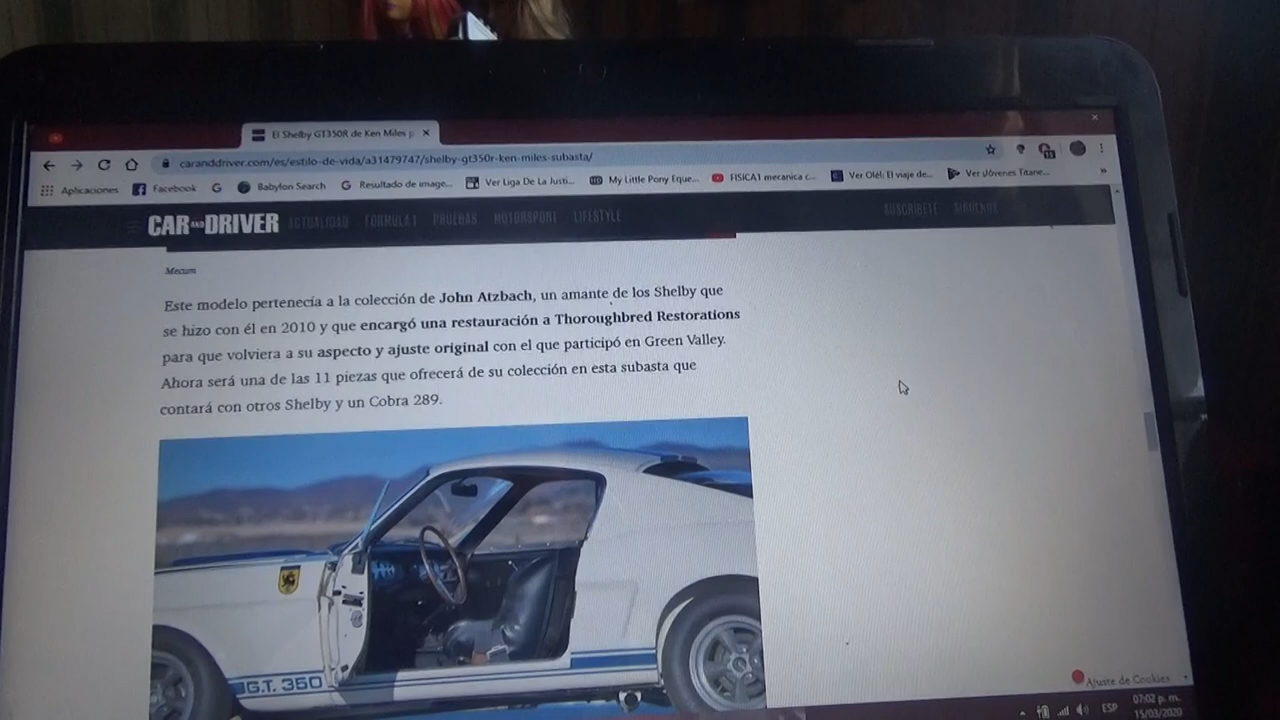 El Shelby GT350R de Ken Miles p
caranddriver.com/es/estilo-de-vida/a31479747/shelby-gt350r-ken-miles-subasta/
Aplicaciones Facebook Babylon Search Resultado de image... Ver Liga De La Justi... My Little Pony Eque... FISICA1 mecanica c... Ver Olé!: El viaje de... Ver Jóvenes Titane...
CAR AND DRIVER ACTUALIDAD FORMULA 1 PRUEBAS MOTORSPORT LIFESTYLE SUSCRÍBETE SÍGENOS
Mecum
Este modelo pertenecía a la colección de John Atzbach, un amante de los Shelby que
se hizo con él en 2010 y que encargó una restauración a Thoroughbred Restorations
para que volviera a su aspecto y ajuste original con el que participó en Green Valley.
Ahora será una de las 11 piezas que ofrecerá de su colección en esta subasta que
contará con otros Shelby y un Cobra 289.
G.T. 350
Ajuste de Cookies
ESP
07:02 p. m.
15/03/2020